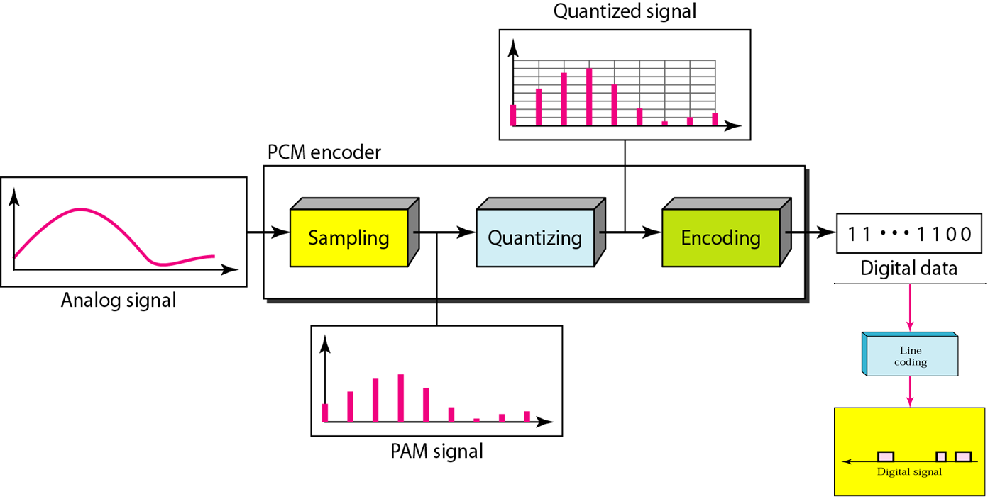 Quantized signal
PCM encoder
Sampling
Quantizing
Encoding
11•••1100
Digital data
Analog signal
Line
coding
PAM signal
Digital signal